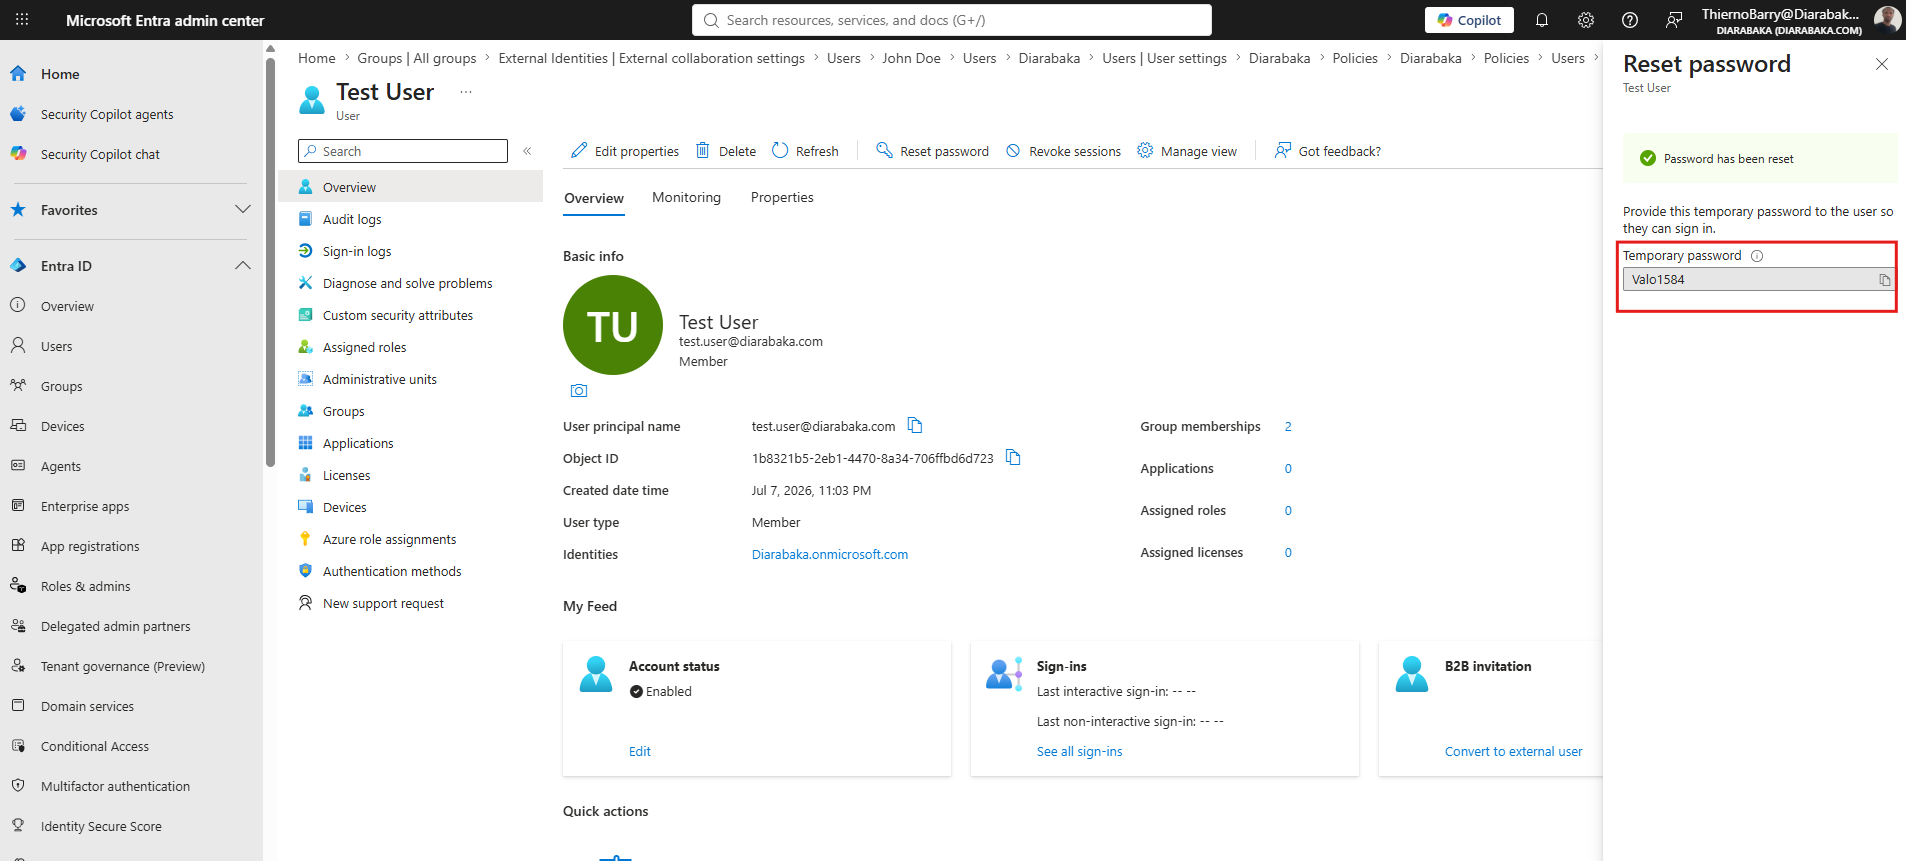 Microsoft Entra admin center
Search resources, services, and docs (G+/)
Copilot
ThiernoBarry@Diarabak...
DIARABAKA (DIARABAKA.COM)
Home
Security Copilot agents
Security Copilot chat
Favorites
Entra ID
Overview
Users
Groups
Devices
Agents
Enterprise apps
App registrations
Roles & admins
Delegated admin partners
Tenant governance (Preview)
Domain services
Conditional Access
Multifactor authentication
Identity Secure Score
Home > Groups | All groups > External Identities | External collaboration settings > Users > John Doe > Users > Diarabaka > Users | User settings > Diarabaka > Policies > Diarabaka > Policies > Users >
Test User ...
User
Search
Overview
Audit logs
Sign-in logs
Diagnose and solve problems
Custom security attributes
Assigned roles
Administrative units
Groups
Applications
Licenses
Devices
Azure role assignments
Authentication methods
New support request
Edit properties Delete Refresh Reset password Revoke sessions Manage view Got feedback?
Overview Monitoring Properties
Basic info
TU
Test User
test.user@diarabaka.com
Member
User principal name test.user@diarabaka.com
Object ID 1b8321b5-2eb1-4470-8a34-706ffbd6d723
Created date time Jul 7, 2026, 11:03 PM
User type Member
Identities Diarabaka.onmicrosoft.com
Group memberships 2
Applications 0
Assigned roles 0
Assigned licenses 0
My Feed
Account status
Enabled
Edit
Sign-ins
Last interactive sign-in: -- --
Last non-interactive sign-in: -- --
See all sign-ins
B2B invitation
Convert to external user
Quick actions
Reset password
Test User
Password has been reset
Provide this temporary password to the user so
they can sign in.
Temporary password
Valo1584